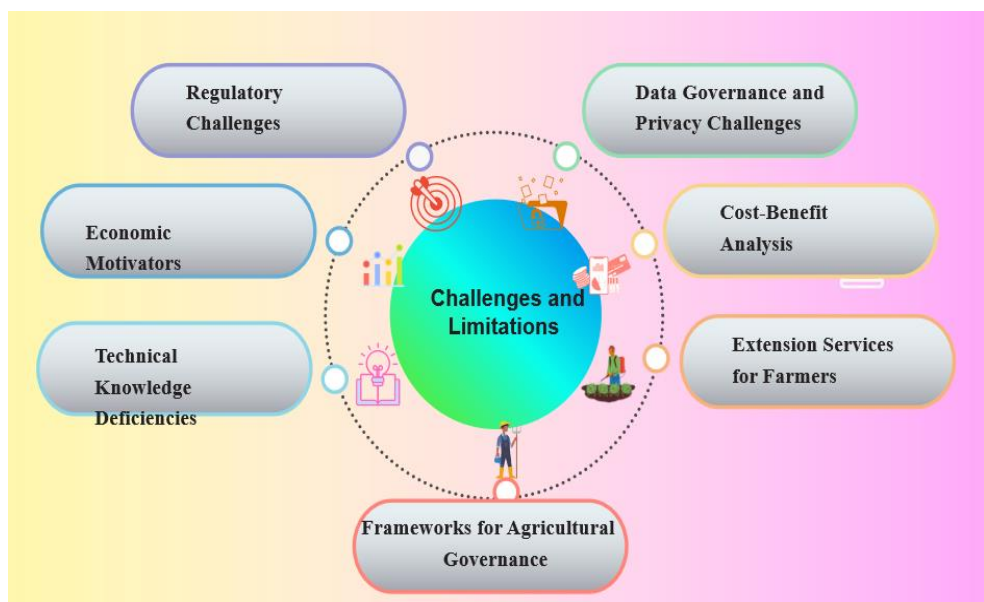 Regulatory
Challenges
Data Governance and
Privacy Challenges
Economic
Motivators
Cost-Benefit
Analysis
Challenges and
Limitations
Technical
Knowledge
Deficiencies
Extension Services
for Farmers
Frameworks for Agricultural
Governance